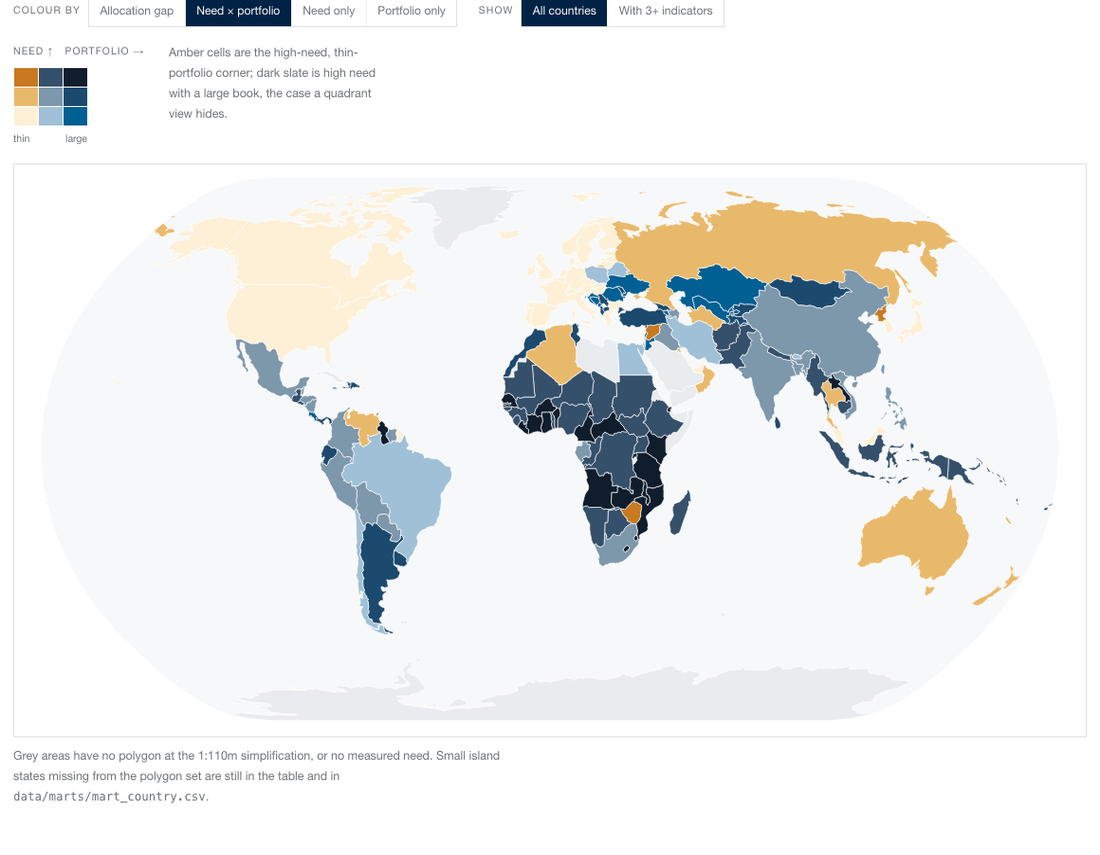 COLOUR BY Allocation gap Need × portfolio Need only Portfolio only SHOW All countries With 3+ indicators
NEED ↑ PORTFOLIO →
thin large
Amber cells are the high-need, thin-
portfolio corner; dark slate is high need
with a large book, the case a quadrant
view hides.
Grey areas have no polygon at the 1:110m simplification, or no measured need. Small island
states missing from the polygon set are still in the table and in
data/marts/mart_country.csv.